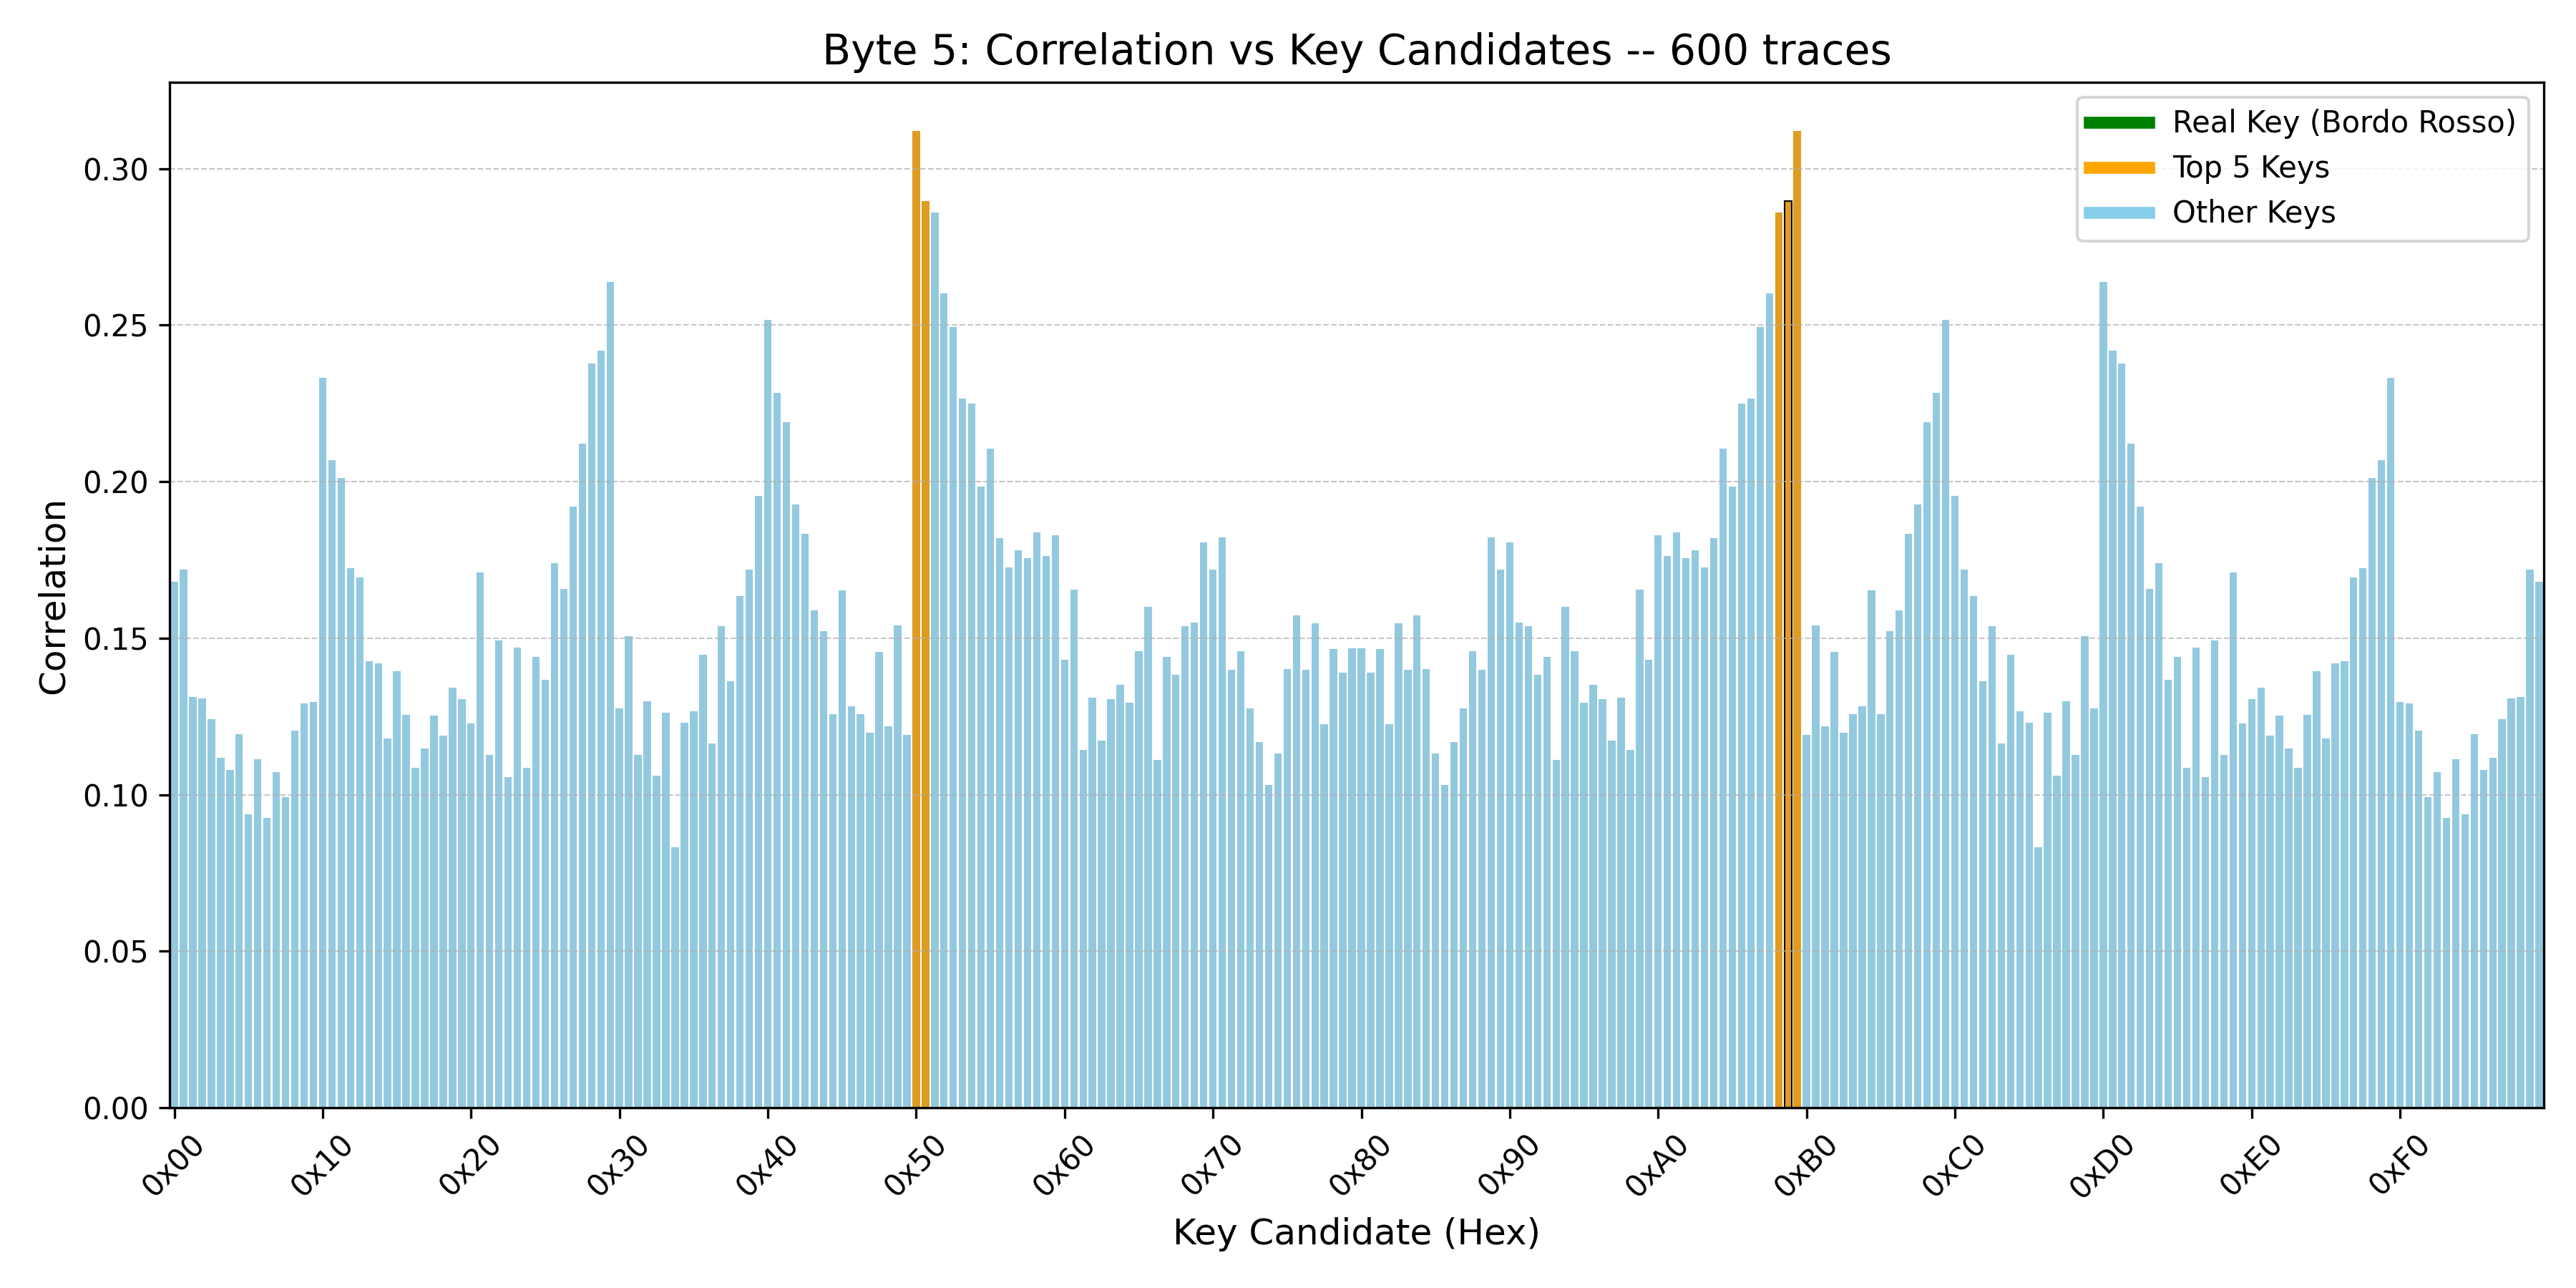 Byte 5: Correlation vs Key Candidates -- 600 traces
Real Key (Bordo Rosso)
Top 5 Keys
Other Keys
0.30
0.25
0.20
0.15
0.10
0.05
0.00
Correlation
0x00 0x10 0x20 0x30 0x40 0x50 0x60 0x70 0x80 0x90 0xA0 0xB0 0xC0 0xD0 0xE0 0xF0
Key Candidate (Hex)